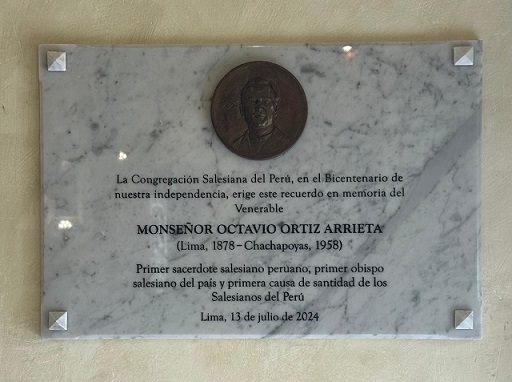 La Congregación Salesiana del Perú, en el Bicentenario de
nuestra independencia, erige este recuerdo en memoria del
Venerable
MONSEÑOR OCTAVIO ORTIZ ARRIETA
(Lima, 1878 – Chachapoyas, 1958)
Primer sacerdote salesiano peruano, primer obispo
salesiano del país y primera causa de santidad de los
Salesianos del Perú
Lima, 13 de julio de 2024